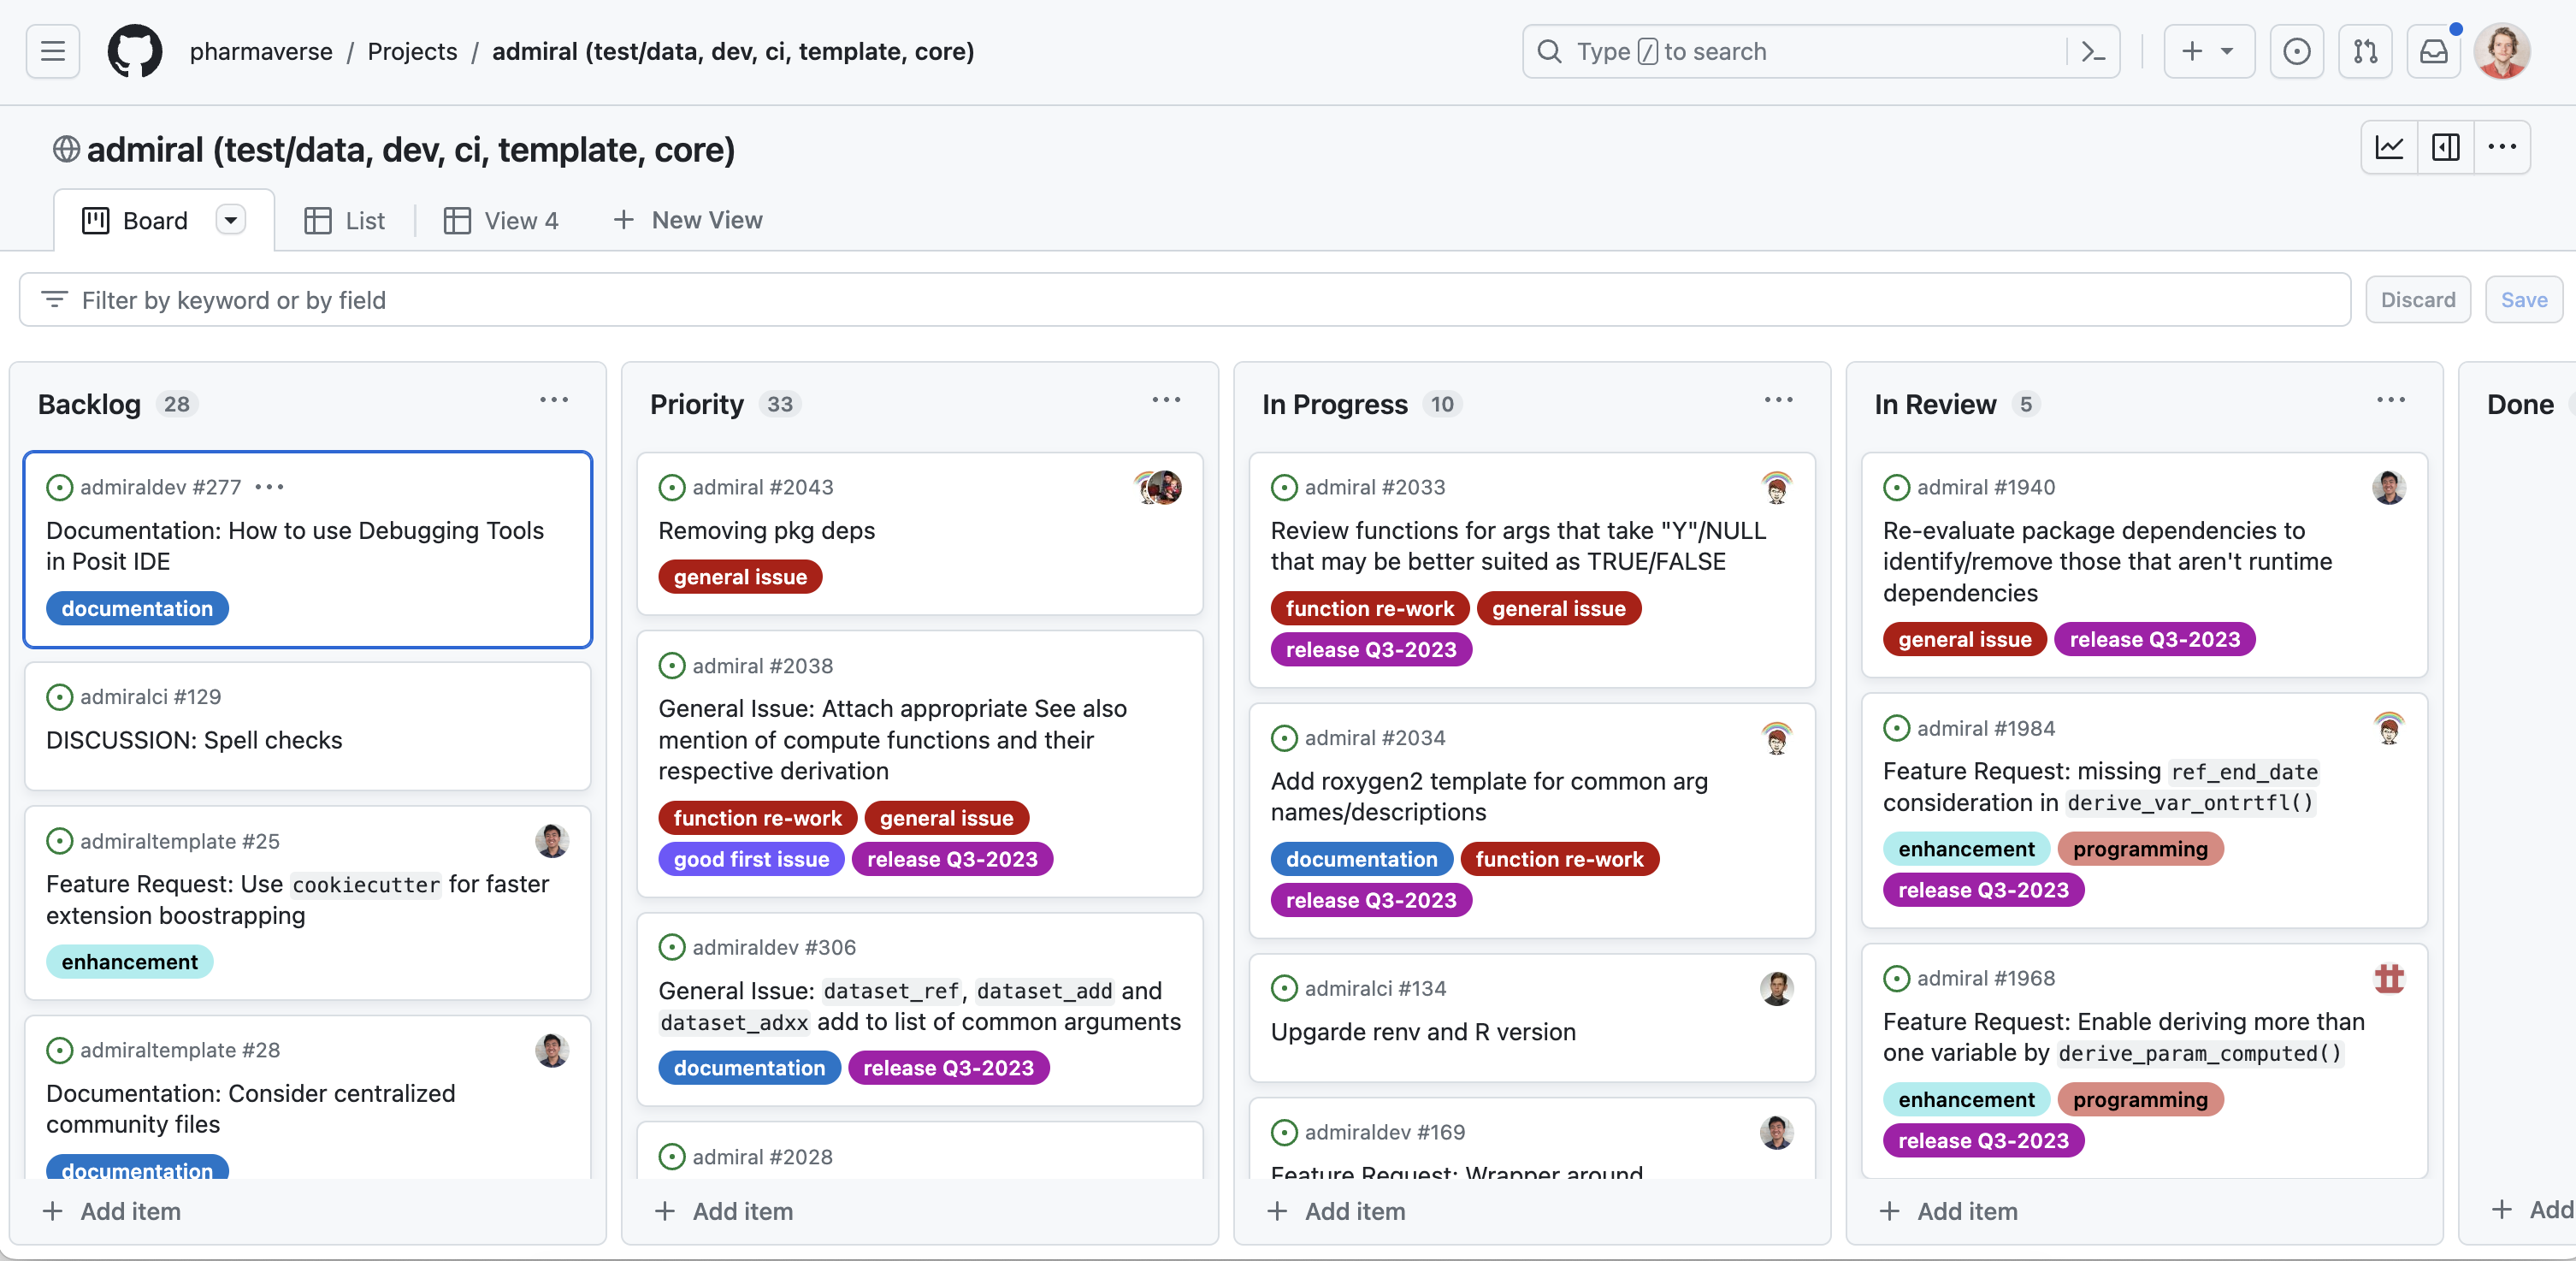 pharmaverse / Projects / admiral (test/data, dev, ci, template, core)
Type / to search
admiral (test/data, dev, ci, template, core)
Board
List
View 4
New View
Filter by keyword or by field
Discard
Save
Backlog 28
admiraldev #277
Documentation: How to use Debugging Tools
in Posit IDE
documentation
admiralci #129
DISCUSSION: Spell checks
admiraltemplate #25
Feature Request: Use cookiecutter for faster
extension boostrapping
enhancement
admiraltemplate #28
Documentation: Consider centralized
community files
documentation
+ Add item
Priority 33
admiral #2043
Removing pkg deps
general issue
admiral #2038
General Issue: Attach appropriate See also
mention of compute functions and their
respective derivation
function re-work general issue
good first issue release Q3-2023
admiraldev #306
General Issue: dataset_ref, dataset_add and
dataset_adxx add to list of common arguments
documentation release Q3-2023
admiral #2028
+ Add item
In Progress 10
admiral #2033
Review functions for args that take "Y"/NULL
that may be better suited as TRUE/FALSE
function re-work general issue
release Q3-2023
admiral #2034
Add roxygen2 template for common arg
names/descriptions
documentation function re-work
release Q3-2023
admiralci #134
Upgarde renv and R version
admiraldev #169
Feature Request: Wrapper around
+ Add item
In Review 5
admiral #1940
Re-evaluate package dependencies to
identify/remove those that aren't runtime
dependencies
general issue release Q3-2023
admiral #1984
Feature Request: missing ref_end_date
consideration in derive_var_ontrtfl()
enhancement programming
release Q3-2023
admiral #1968
Feature Request: Enable deriving more than
one variable by derive_param_computed()
enhancement programming
release Q3-2023
+ Add item
Done
+ Add